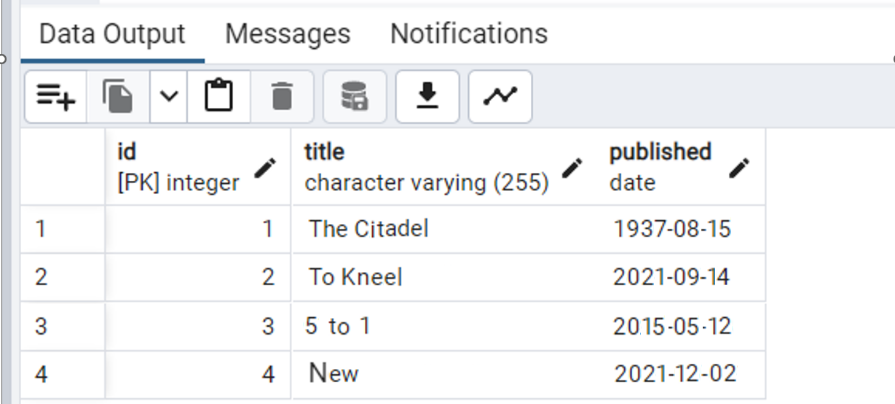 Data Output Messages Notifications
id title published
[PK] integer character varying (255) date
1 1 The Citadel 1937-08-15
2 2 To Kneel 2021-09-14
3 3 5 to 1 2015-05-12
4 4 New 2021-12-02